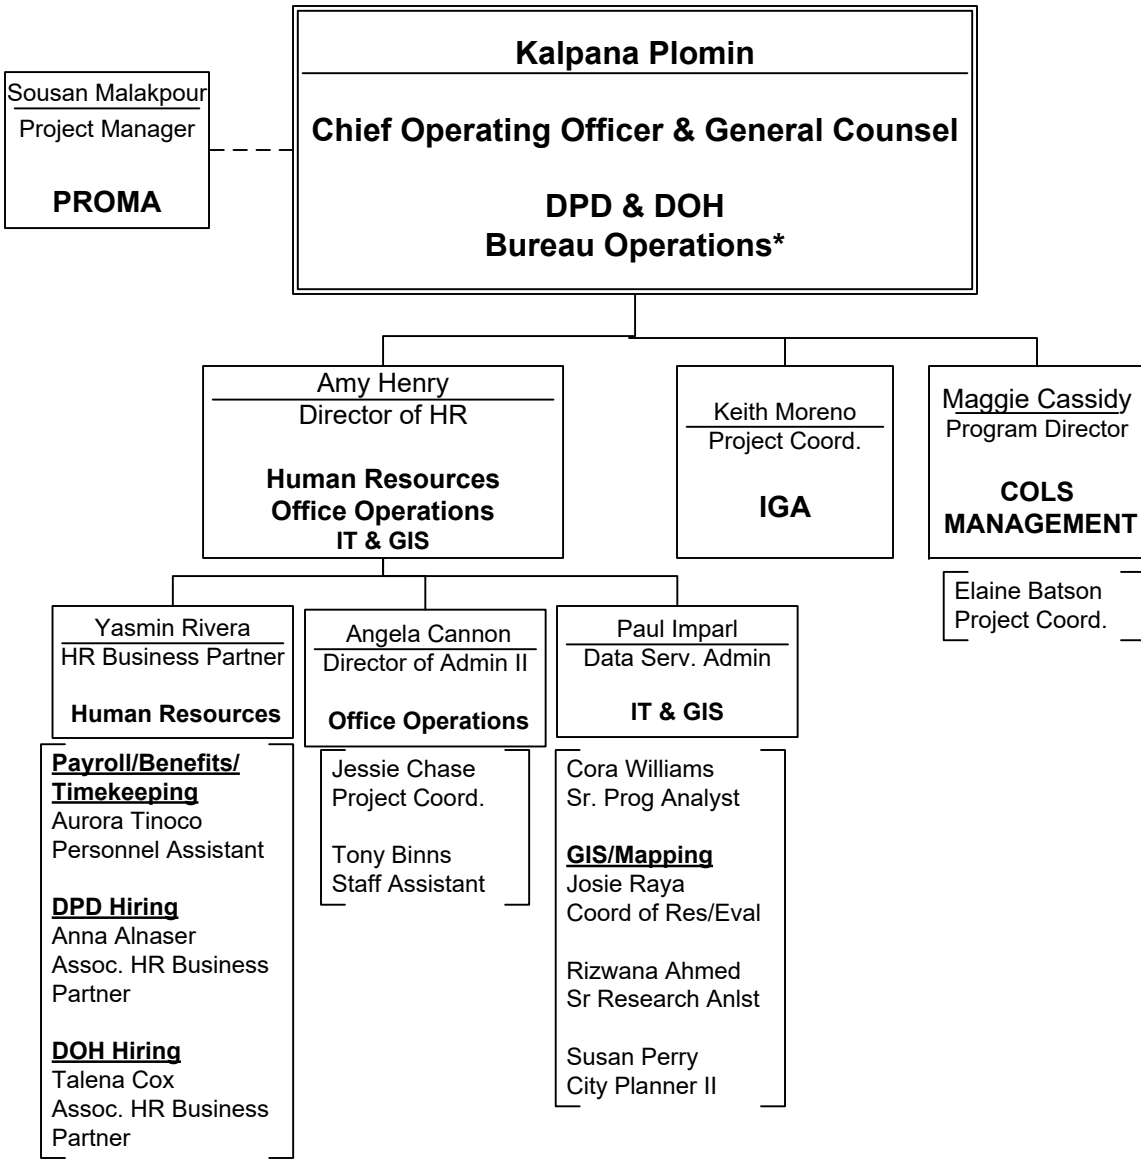 Kalpana Plomin
Chief Operating Officer & General Counsel
DPD & DOH
Bureau Operations*
Sousan Malakpour
Project Manager
PROMA
Amy Henry
Director of HR
Human Resources
Office Operations
IT & GIS
Keith Moreno
Project Coord.
IGA
Maggie Cassidy
Program Director
COLS
MANAGEMENT
Elaine Batson
Project Coord.
Yasmin Rivera
HR Business Partner
Human Resources
Payroll/Benefits/
Timekeeping
Aurora Tinoco
Personnel Assistant
DPD Hiring
Anna Alnaser
Assoc. HR Business
Partner
DOH Hiring
Talena Cox
Assoc. HR Business
Partner
Angela Cannon
Director of Admin II
Office Operations
Jessie Chase
Project Coord.
Tony Binns
Staff Assistant
Paul Imparl
Data Serv. Admin
IT & GIS
Cora Williams
Sr. Prog Analyst
GIS/Mapping
Josie Raya
Coord of Res/Eval
Rizwana Ahmed
Sr Research Anlst
Susan Perry
City Planner II